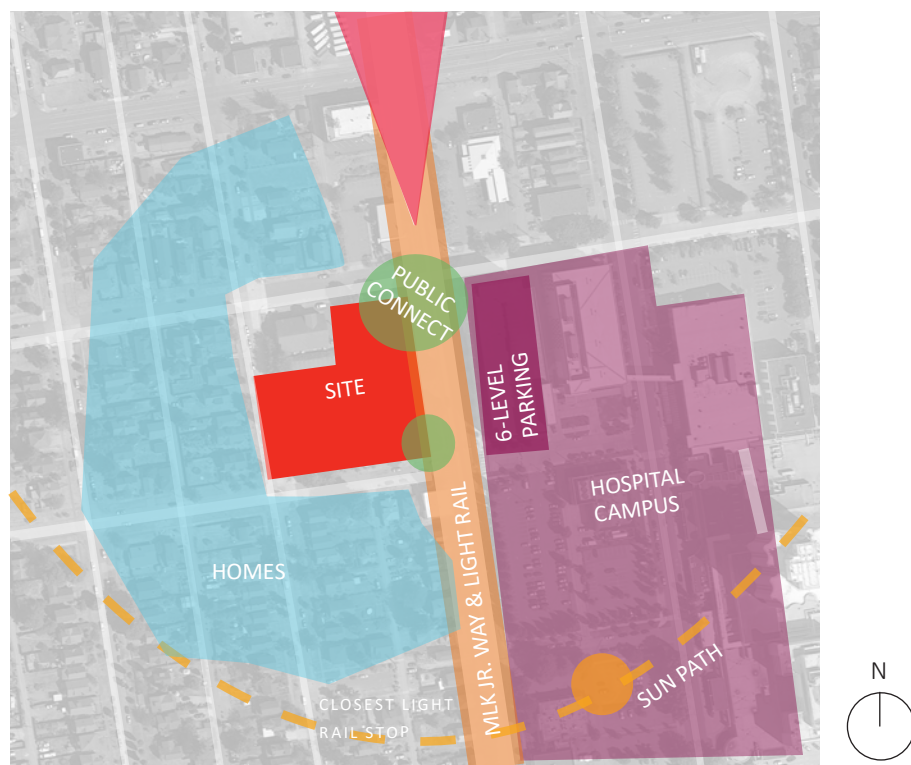 PUBLIC
CONNECT
SITE
6-LEVEL
PARKING
HOSPITAL
CAMPUS
HOMES
MLK JR. WAY & LIGHT RAIL
SUN PATH
CLOSEST LIGHT
RAIL STOP
N